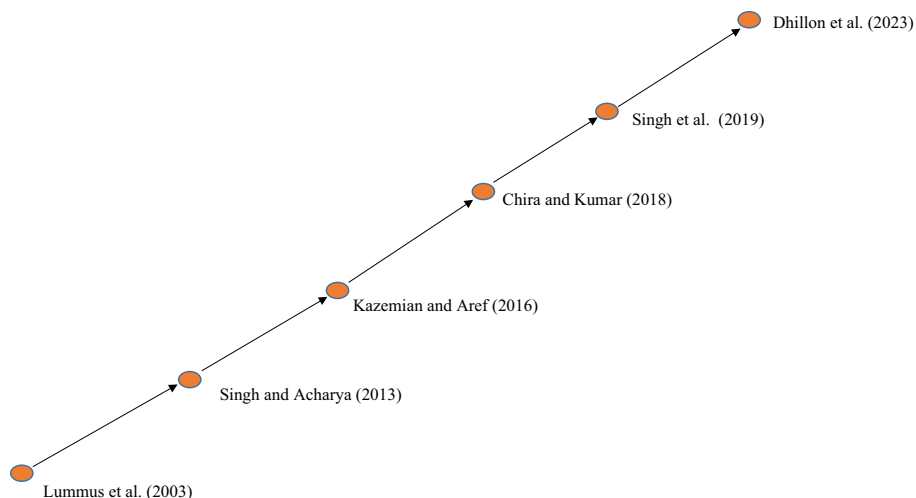 Dhillon et al. (2023)
Singh et al.  (2019)
Chira and Kumar (2018)
Kazemian and Aref (2016)
Singh and Acharya (2013)
Lummus et al. (2003)